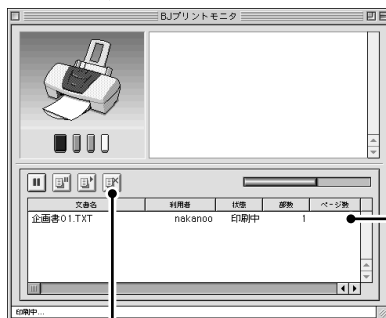 BJプリントモニタ
文書名 利用者 状態 部数 ページ数
企画書01.TXT nakanoo 印刷中 1
印刷中...